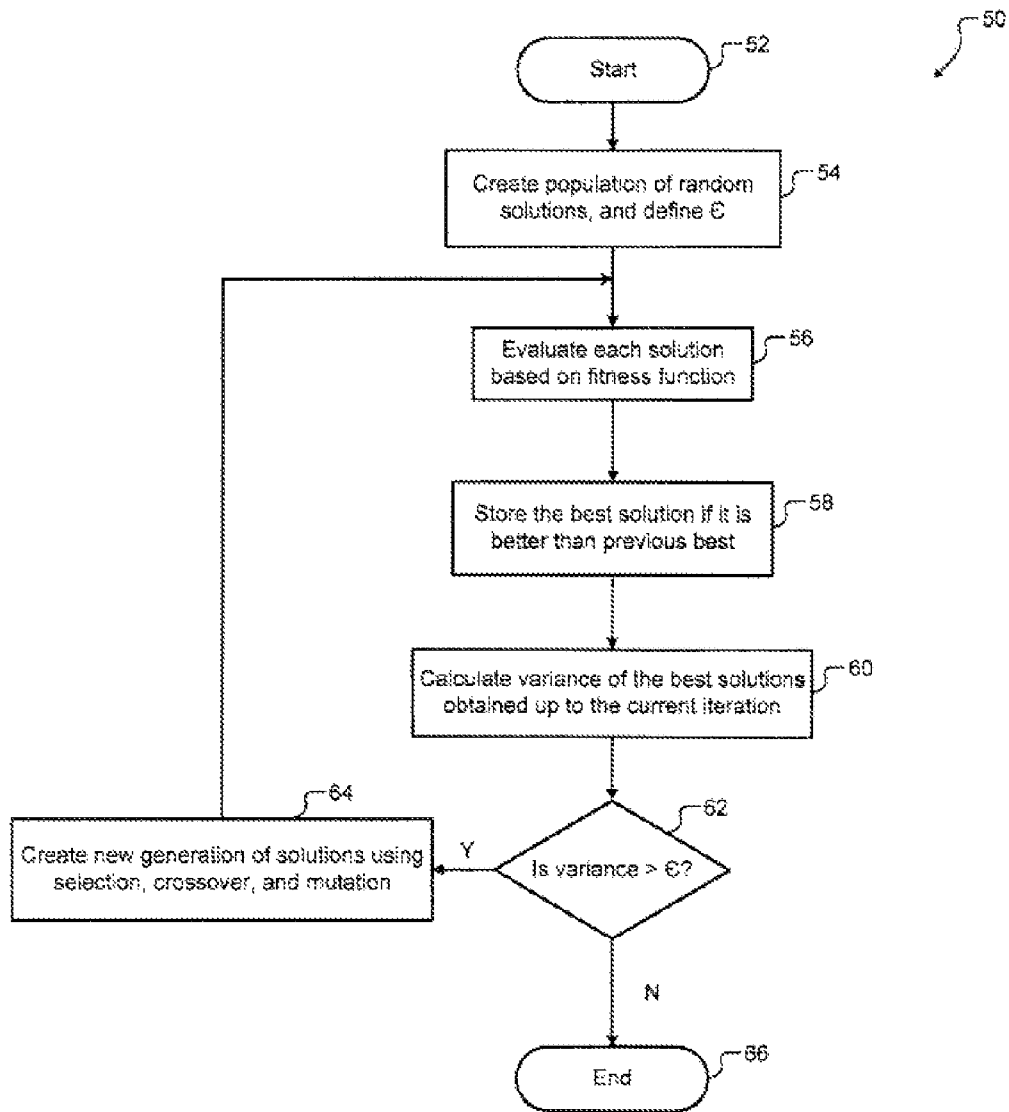 50
52
Start
54
Create population of random
solutions, and define Є
56
Evaluate each solution
based on fitness function
58
Store the best solution if it is
better than previous best
60
Calculate variance of the best solutions
obtained up to the current iteration
62
Is variance > Є?
Y
64
Create new generation of solutions using
selection, crossover, and mutation
N
66
End